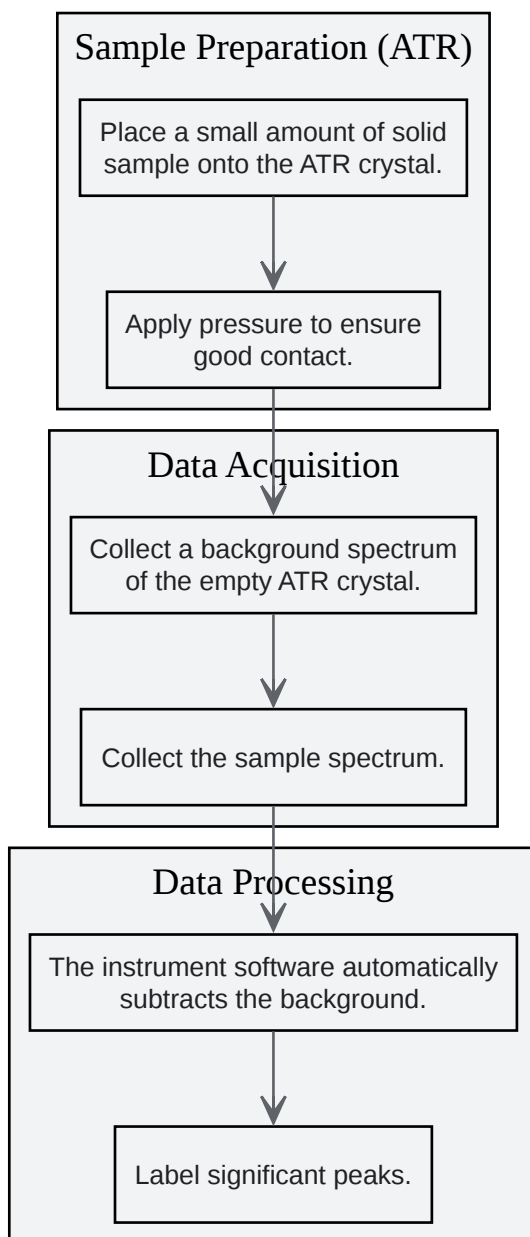 Sample Preparation (ATR)
Place a small amount of solid
sample onto the ATR crystal.
Apply pressure to ensure
good contact.
Data Acquisition
Collect a background spectrum
of the empty ATR crystal.
Collect the sample spectrum.
Data Processing
The instrument software automatically
subtracts the background.
Label significant peaks.